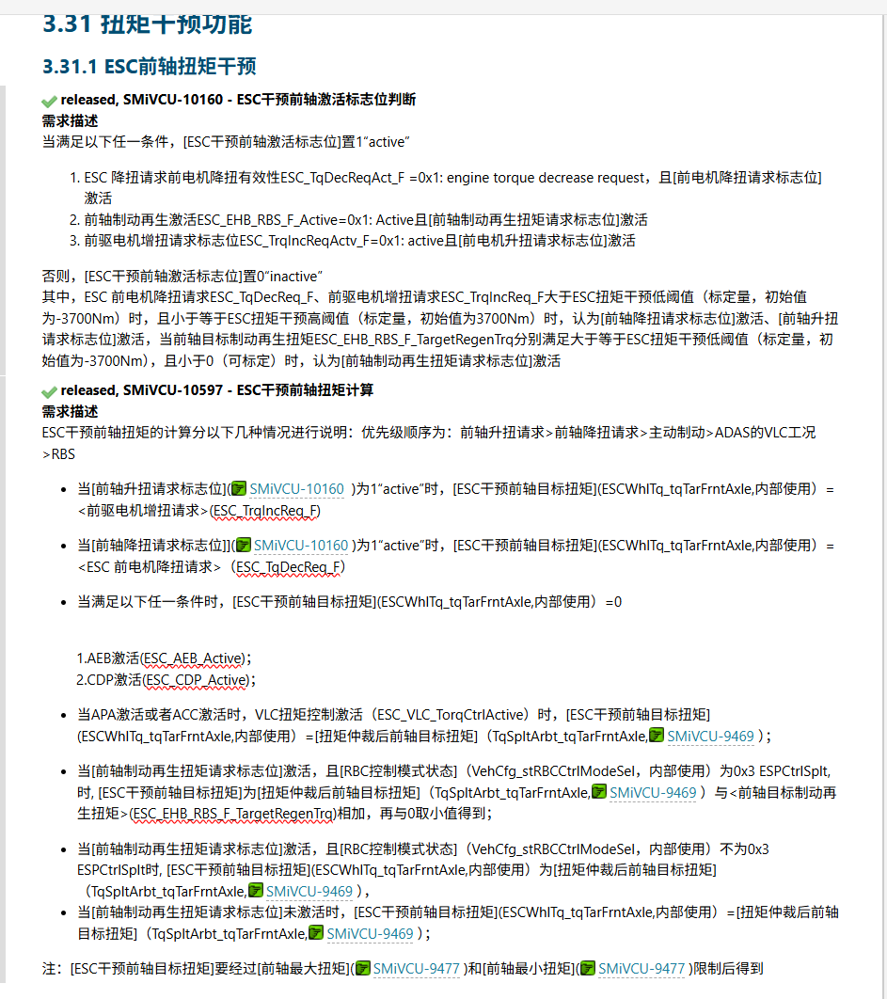 3.31 扭矩干预功能
3.31.1 ESC前轴扭矩干预
released, SMiVCU-10160 - ESC干预前轴激活标志位判断
需求描述
当满足以下任一条件，[ESC干预前轴激活标志位]置1“active”
1. ESC 降扭请求前电机降扭有效性ESC_TqDecReqAct_F =0x1: engine torque decrease request，且[前电机降扭请求标志位]
激活
2. 前轴制动再生激活ESC_EHB_RBS_F_Active=0x1: Active且[前轴制动再生扭矩请求标志位]激活
3. 前驱电机增扭请求标志位ESC_TrqIncReqActv_F=0x1: active且[前电机升扭请求标志位]激活
否则，[ESC干预前轴激活标志位]置0“inactive”
其中，ESC 前电机降扭请求ESC_TqDecReq_F、前驱电机增扭请求ESC_TrqIncReq_F大于ESC扭矩干预低阈值（标定量，初始值
为-3700Nm）时，且小于等于ESC扭矩干预高阈值（标定量，初始值为3700Nm）时，认为[前轴降扭请求标志位]激活、[前轴升扭
请求标志位]激活，当前轴目标制动再生扭矩ESC_EHB_RBS_F_TargetRegenTrq分别满足大于等于ESC扭矩干预低阈值（标定量，初
始值为-3700Nm），且小于0（可标定）时，认为[前轴制动再生扭矩请求标志位]激活
released, SMiVCU-10597 - ESC干预前轴扭矩计算
需求描述
ESC干预前轴扭矩的计算分以下几种情况进行说明：优先级顺序为：前轴升扭请求>前轴降扭请求>主动制动>ADAS的VLC工况
>RBS
• 当[前轴升扭请求标志位](SMiVCU-10160 )为1“active”时，[ESC干预前轴目标扭矩](ESCWhlTq_tqTarFrntAxle,内部使用）=
<前驱电机增扭请求>(ESC_TrqIncReq_F)
• 当[前轴降扭请求标志位]](SMiVCU-10160 )为1“active”时，[ESC干预前轴目标扭矩](ESCWhlTq_tqTarFrntAxle,内部使用）=
<ESC 前电机降扭请求>（ESC_TqDecReq_F）
• 当满足以下任一条件时，[ESC干预前轴目标扭矩](ESCWhlTq_tqTarFrntAxle,内部使用）=0
1.AEB激活(ESC_AEB_Active)；
2.CDP激活(ESC_CDP_Active)；
• 当APA激活或者ACC激活时，VLC扭矩控制激活（ESC_VLC_TorqCtrlActive）时，[ESC干预前轴目标扭矩]
(ESCWhlTq_tqTarFrntAxle,内部使用）=[扭矩仲裁后前轴目标扭矩]（TqSpltArbt_tqTarFrntAxle,SMiVCU-9469 ）；
• 当[前轴制动再生扭矩请求标志位]激活，且[RBC控制模式状态]（VehCfg_stRBCCtrlModeSel，内部使用）为0x3 ESPCtrlSplt,
时, [ESC干预前轴目标扭矩]为[扭矩仲裁后前轴目标扭矩]（TqSpltArbt_tqTarFrntAxle,SMiVCU-9469 ）与<前轴目标制动再
生扭矩>(ESC_EHB_RBS_F_TargetRegenTrq)相加，再与0取小值得到；
• 当[前轴制动再生扭矩请求标志位]激活，且[RBC控制模式状态]（VehCfg_stRBCCtrlModeSel，内部使用）不为0x3
ESPCtrlSplt时, [ESC干预前轴目标扭矩](ESCWhlTq_tqTarFrntAxle,内部使用）为[扭矩仲裁后前轴目标扭矩]
（TqSpltArbt_tqTarFrntAxle,SMiVCU-9469 ），
• 当[前轴制动再生扭矩请求标志位]未激活时，[ESC干预前轴目标扭矩](ESCWhlTq_tqTarFrntAxle,内部使用）=[扭矩仲裁后前轴
目标扭矩]（TqSpltArbt_tqTarFrntAxle,SMiVCU-9469 ）；
注：[ESC干预前轴目标扭矩]要经过[前轴最大扭矩](SMiVCU-9477 )和[前轴最小扭矩](SMiVCU-9477 )限制后得到